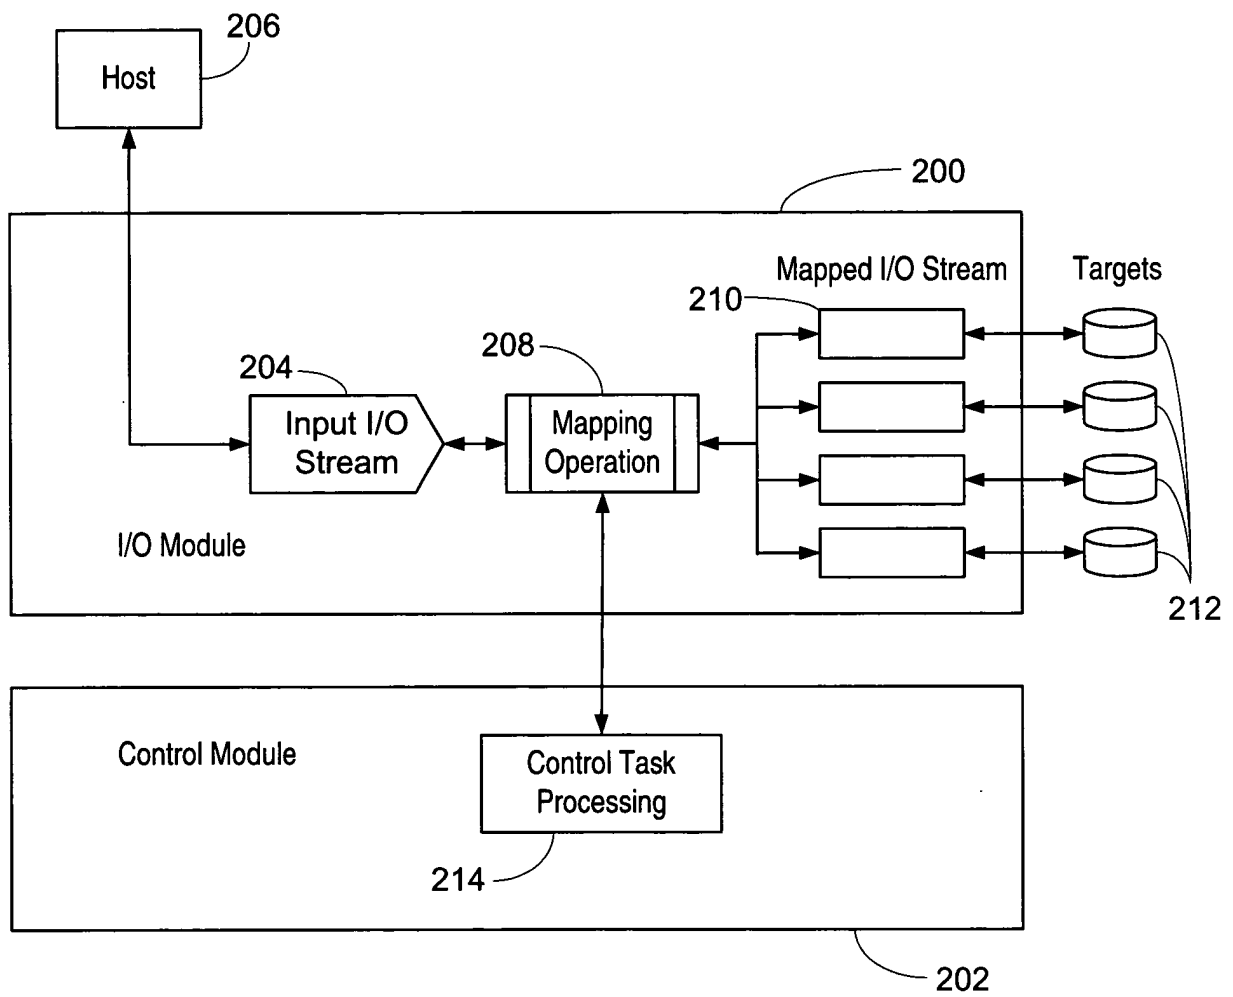 206
Host
200
Mapped I/O Stream
Targets
210
208
204
Input I/O
Stream
Mapping
Operation
I/O Module
212
Control Module
Control Task
Processing
214
202